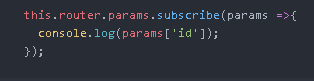 this.router.params.subscribe(params =>{
  console.log(params['id']);
});